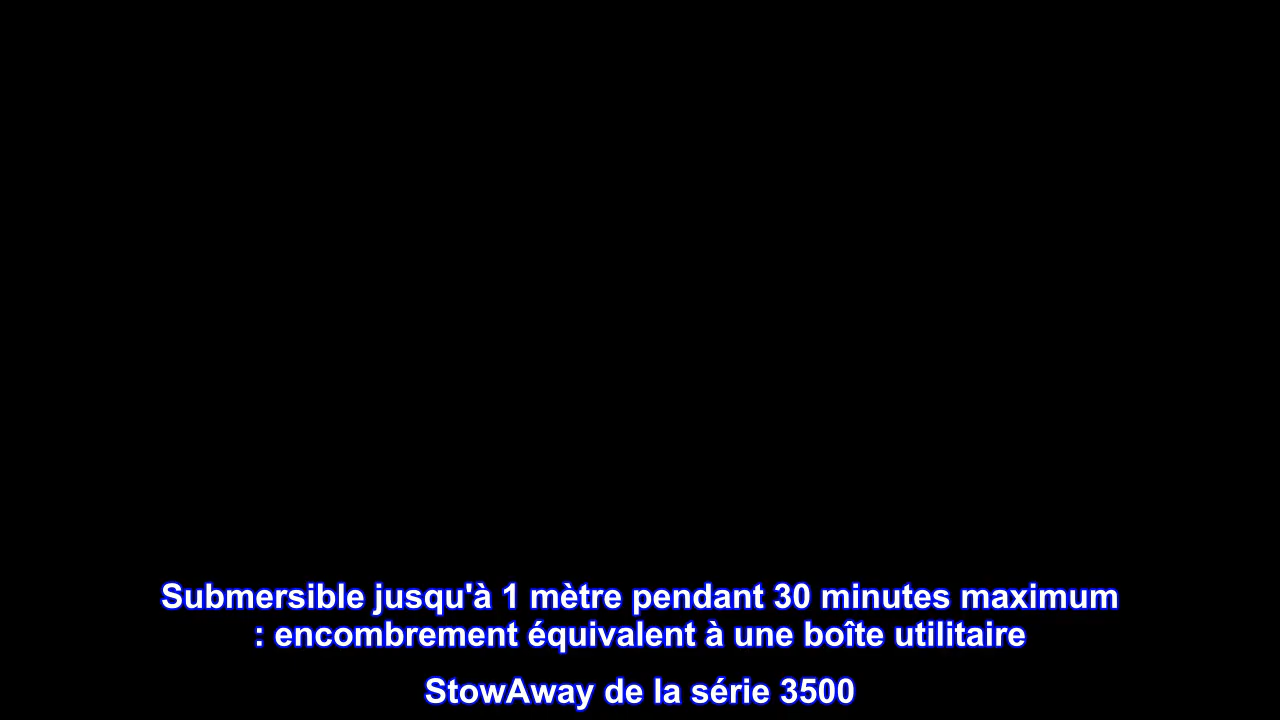 Submersible jusqu'à 1 mètre pendant 30 minutes maximum
: encombrement équivalent à une boîte utilitaire
StowAway de la série 3500